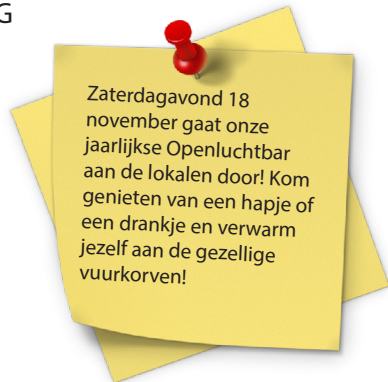 G
Zaterdagavond 18
november gaat onze
jaarlijkse Openluchtbar
aan de lokalen door! Kom
genieten van een hapje of
een drankje en verwarm
jezelf aan de gezellige
vuurkorven!